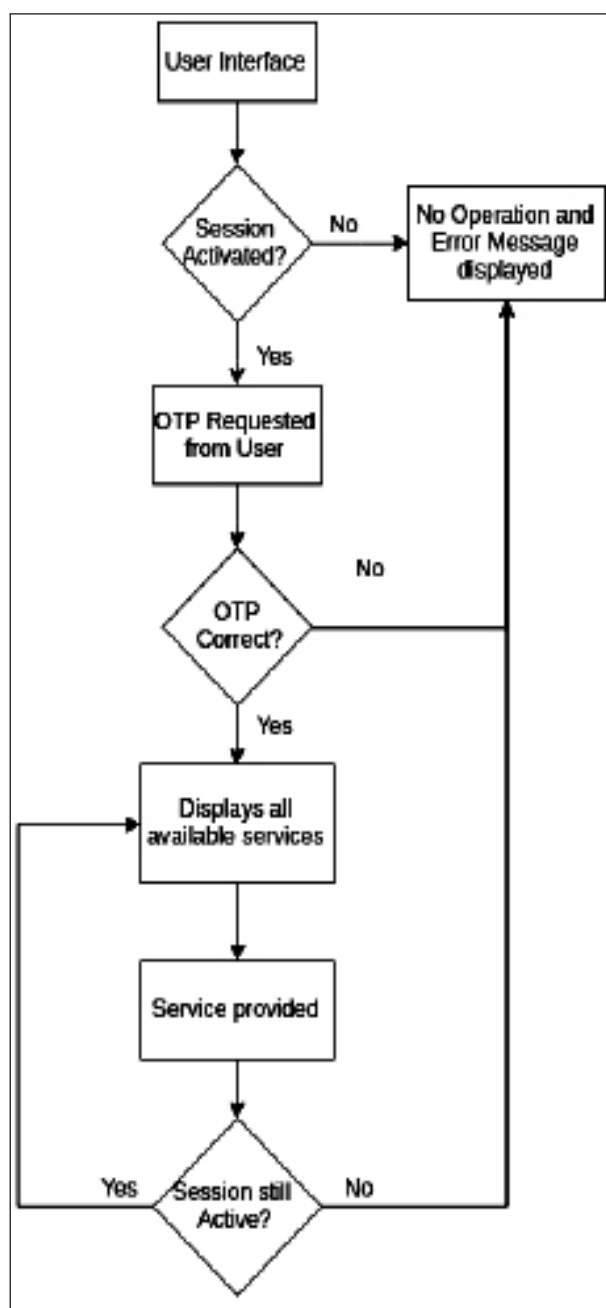 User Interface
Session
Activated?
No
No Operation and
Error Message
displayed
Yes
OTP Requested
from User
No
OTP
Correct?
Yes
Displays all
available services
Service provided
Yes
Session still
Active?
No